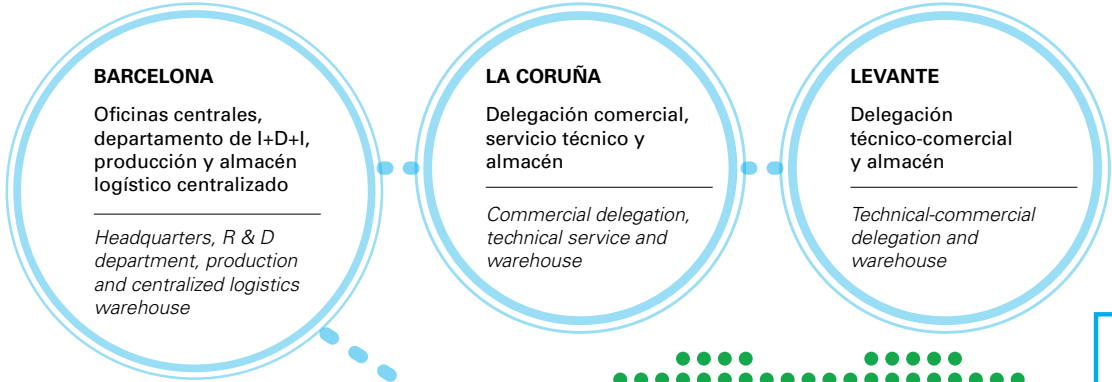 BARCELONA
Oficinas centrales,
departamento de I+D+I,
producción y almacén
logístico centralizado
Headquarters, R & D
department, production
and centralized logistics
warehouse
LA CORUÑA
Delegación comercial,
servicio técnico y
almacén
Commercial delegation,
technical service and
warehouse
LEVANTE
Delegación
técnico-comercial
y almacén
Technical-commercial
delegation and
warehouse